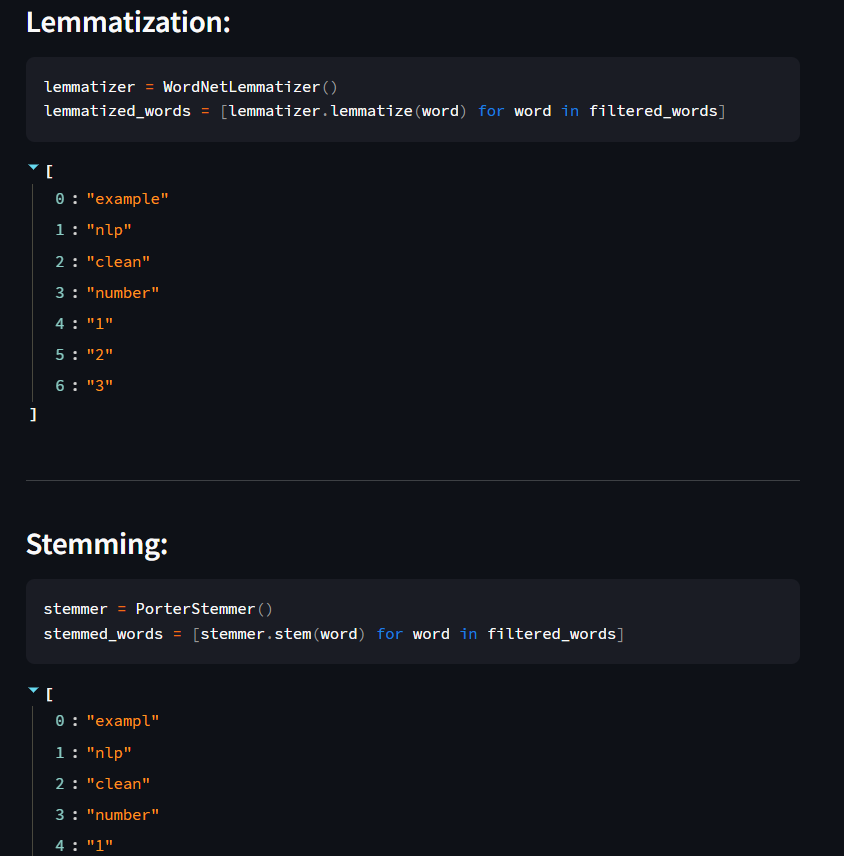 Lemmatization:
lemmatizer = WordNetLemmatizer()
lemmatized_words = [lemmatizer.lemmatize(word) for word in filtered_words]
[
0 : "example"
1 : "nlp"
2 : "clean"
3 : "number"
4 : "1"
5 : "2"
6 : "3"
]
Stemming:
stemmer = PorterStemmer()
stemmed_words = [stemmer.stem(word) for word in filtered_words]
[
0 : "exampl"
1 : "nlp"
2 : "clean"
3 : "number"
4 : "1"